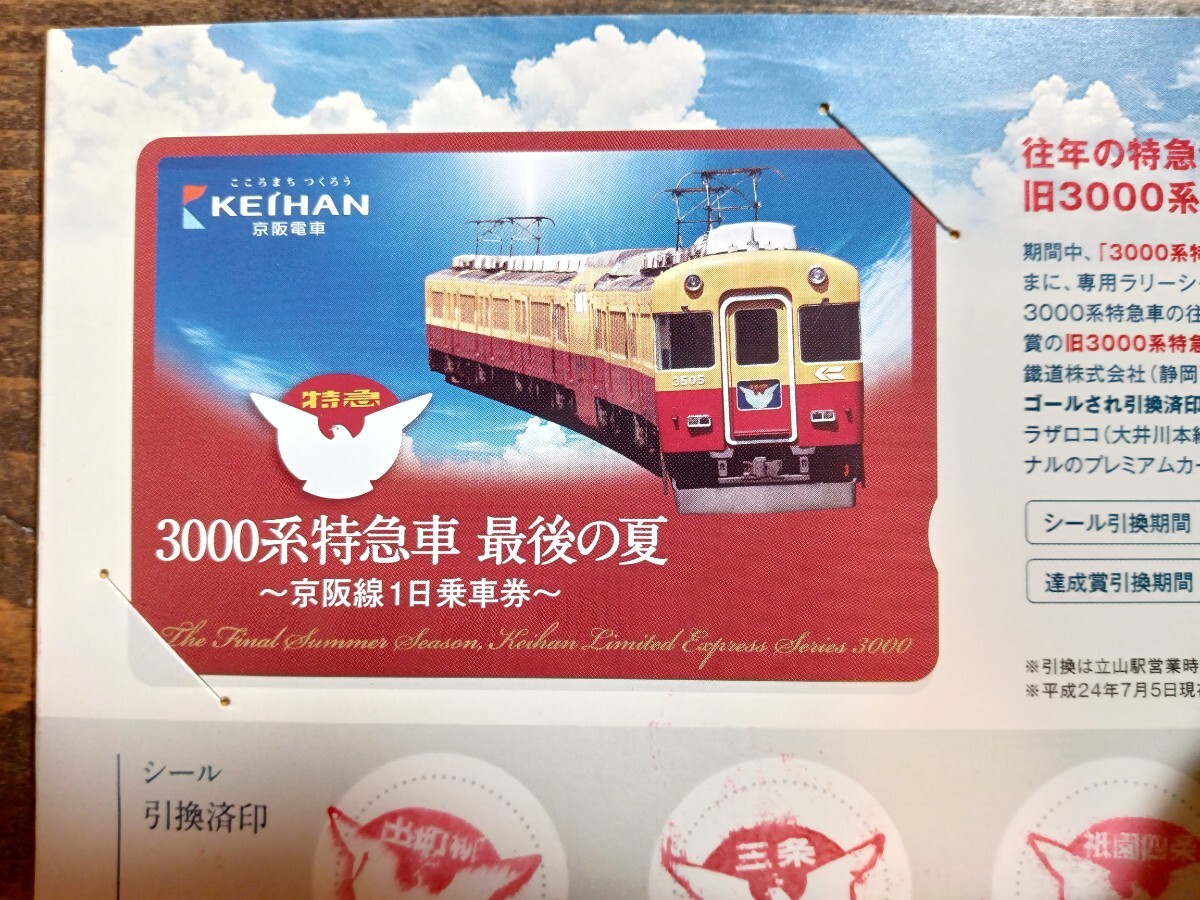 こころまち つくろう
KEIHAN
京阪電車
特急
3505
3000系特急車 最後の夏
～京阪線1日乗車券～
The Final Summer Season, Keihan Limited Express Series 3000
往年の特急
旧3000系
期間中、「3000系特
まに、専用ラリーシ
3000系特急車の往
賞の旧3000系特急
鐵道株式会社(静岡
ゴールされ引換済印
ラザロコ(大井川本線
ナルのプレミアムカー
シール引換期間
達成賞引換期間
※引換は立山駅営業時
※平成24年7月5日現在
シール
引換済印
三条
祇園四条